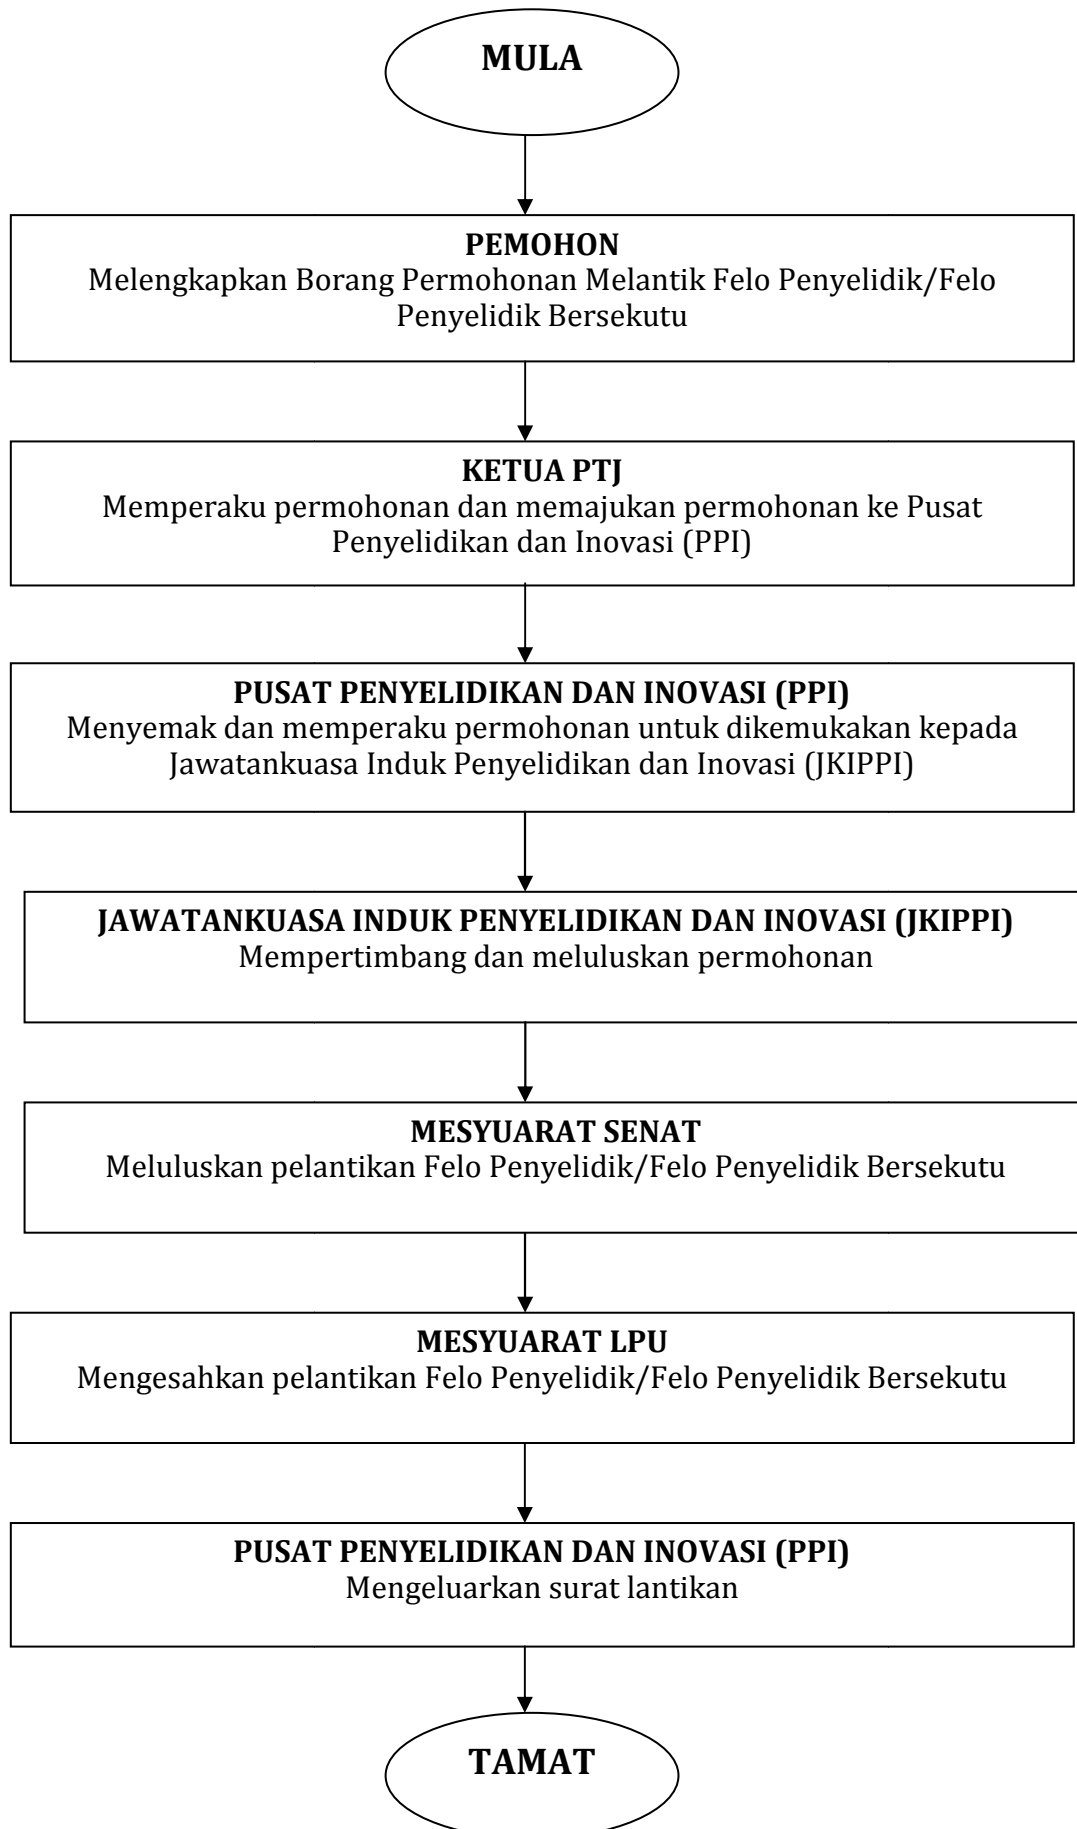 MULA
PEMOHON
Melengkapkan Borang Permohonan Melantik Felo Penyelidik/Felo
Penyelidik Bersekutu
KETUA PTJ
Memperaku permohonan dan memajukan permohonan ke Pusat
Penyelidikan dan Inovasi (PPI)
PUSAT PENYELIDIKAN DAN INOVASI (PPI)
Menyemak dan memperaku permohonan untuk dikemukakan kepada
Jawatankuasa Induk Penyelidikan dan Inovasi (JKIPPI)
JAWATANKUASA INDUK PENYELIDIKAN DAN INOVASI (JKIPPI)
Mempertimbang dan meluluskan permohonan
MESYUARAT SENAT
Meluluskan pelantikan Felo Penyelidik/Felo Penyelidik Bersekutu
MESYUARAT LPU
Mengesahkan pelantikan Felo Penyelidik/Felo Penyelidik Bersekutu
PUSAT PENYELIDIKAN DAN INOVASI (PPI)
Mengeluarkan surat lantikan
TAMAT